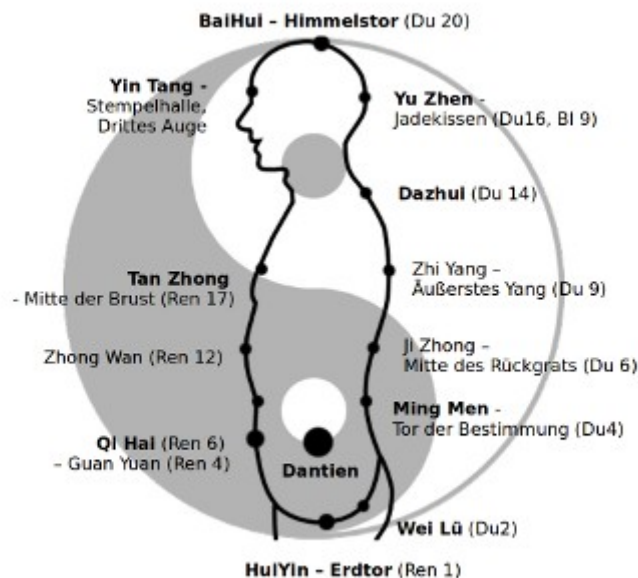 BaiHui – Himmelstor (Du 20)
Yin Tang -
Stempelhalle,
Drittes Auge
Yu Zhen -
Jadekissen (Du16, Bl 9)
Dazhui (Du 14)
Tan Zhong
- Mitte der Brust (Ren 17)
Zhi Yang –
Äußerstes Yang (Du 9)
Zhong Wan (Ren 12)
Ji Zhong –
Mitte des Rückgrats (Du 6)
Ming Men -
Tor der Bestimmung (Du4)
Qi Hai (Ren 6)
– Guan Yuan (Ren 4)
Dantien
Wei Lü (Du2)
HuiYin – Erdtor (Ren 1)